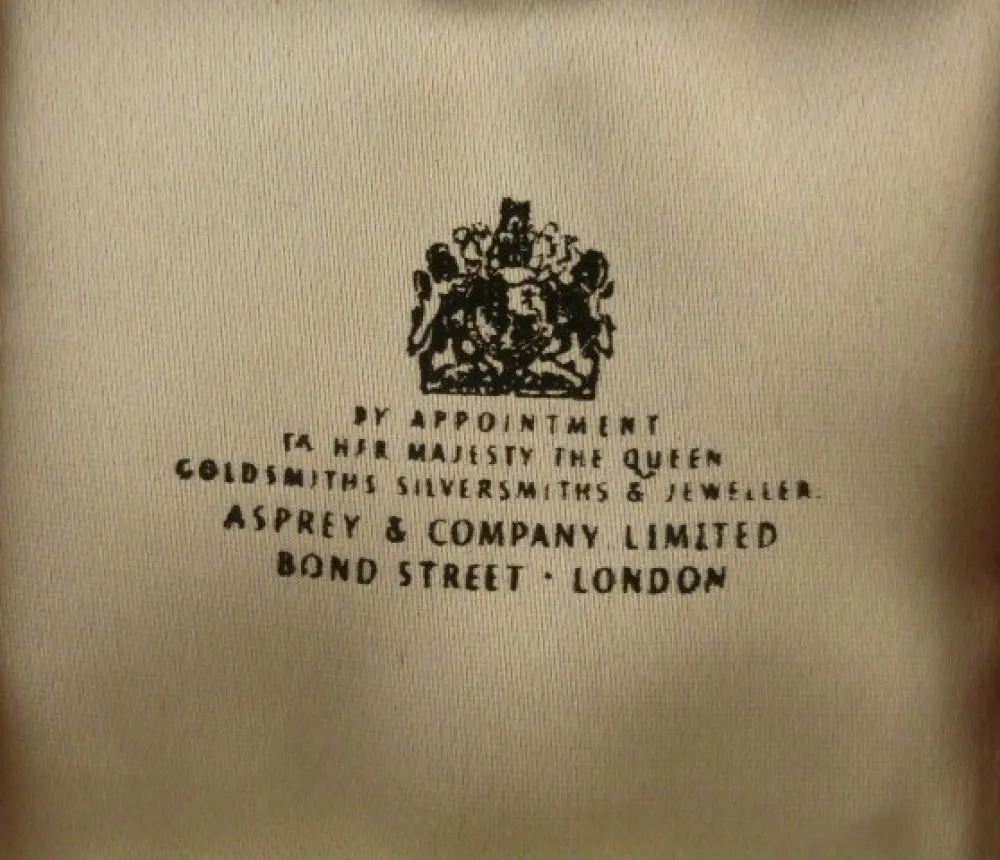 BY APPOINTMENT
TO HER MAJESTY THE QUEEN
GOLDSMITHS SILVERSMITHS & JEWELLER
ASPREY & COMPANY LIMITED
BOND STREET · LONDON